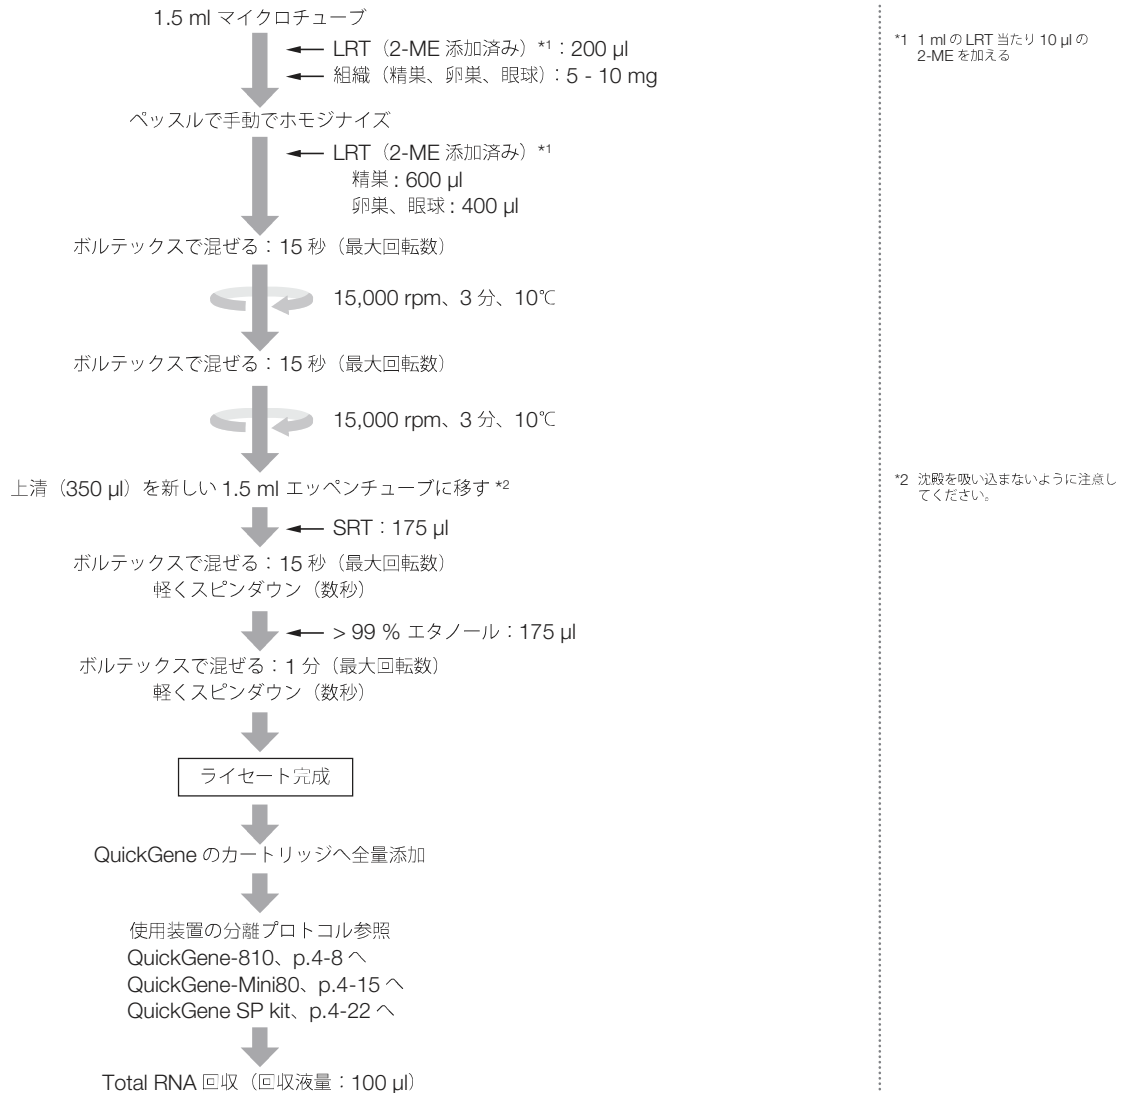 1.5 ml マイクロチューブ
LRT（2-ME 添加済み）*1：200 µl
組織（精巣、卵巣、眼球）：5 - 10 mg
*1 1 mlのLRT 当たり 10 µl の
2-ME を加える
ペッスルで手動でホモジナイズ
LRT（2-ME 添加済み）*1
精巣 : 600 µl
卵巣、眼球 : 400 µl
ボルテックスで混ぜる：15 秒（最大回転数）
15,000 rpm、3 分、10℃
ボルテックスで混ぜる：15 秒（最大回転数）
15,000 rpm、3 分、10℃
上清（350 µl）を新しい 1.5 ml エッペンチューブに移す *2
*2 沈殿を吸い込まないように注意し
てください。
SRT：175 µl
ボルテックスで混ぜる：15 秒（最大回転数）
軽くスピンダウン（数秒）
> 99 % エタノール：175 µl
ボルテックスで混ぜる：1 分（最大回転数）
軽くスピンダウン（数秒）
ライセート完成
QuickGene のカートリッジへ全量添加
使用装置の分離プロトコル参照
QuickGene-810、p.4-8 へ
QuickGene-Mini80、p.4-15 へ
QuickGene SP kit、p.4-22 へ
Total RNA 回収（回収液量：100 µl）